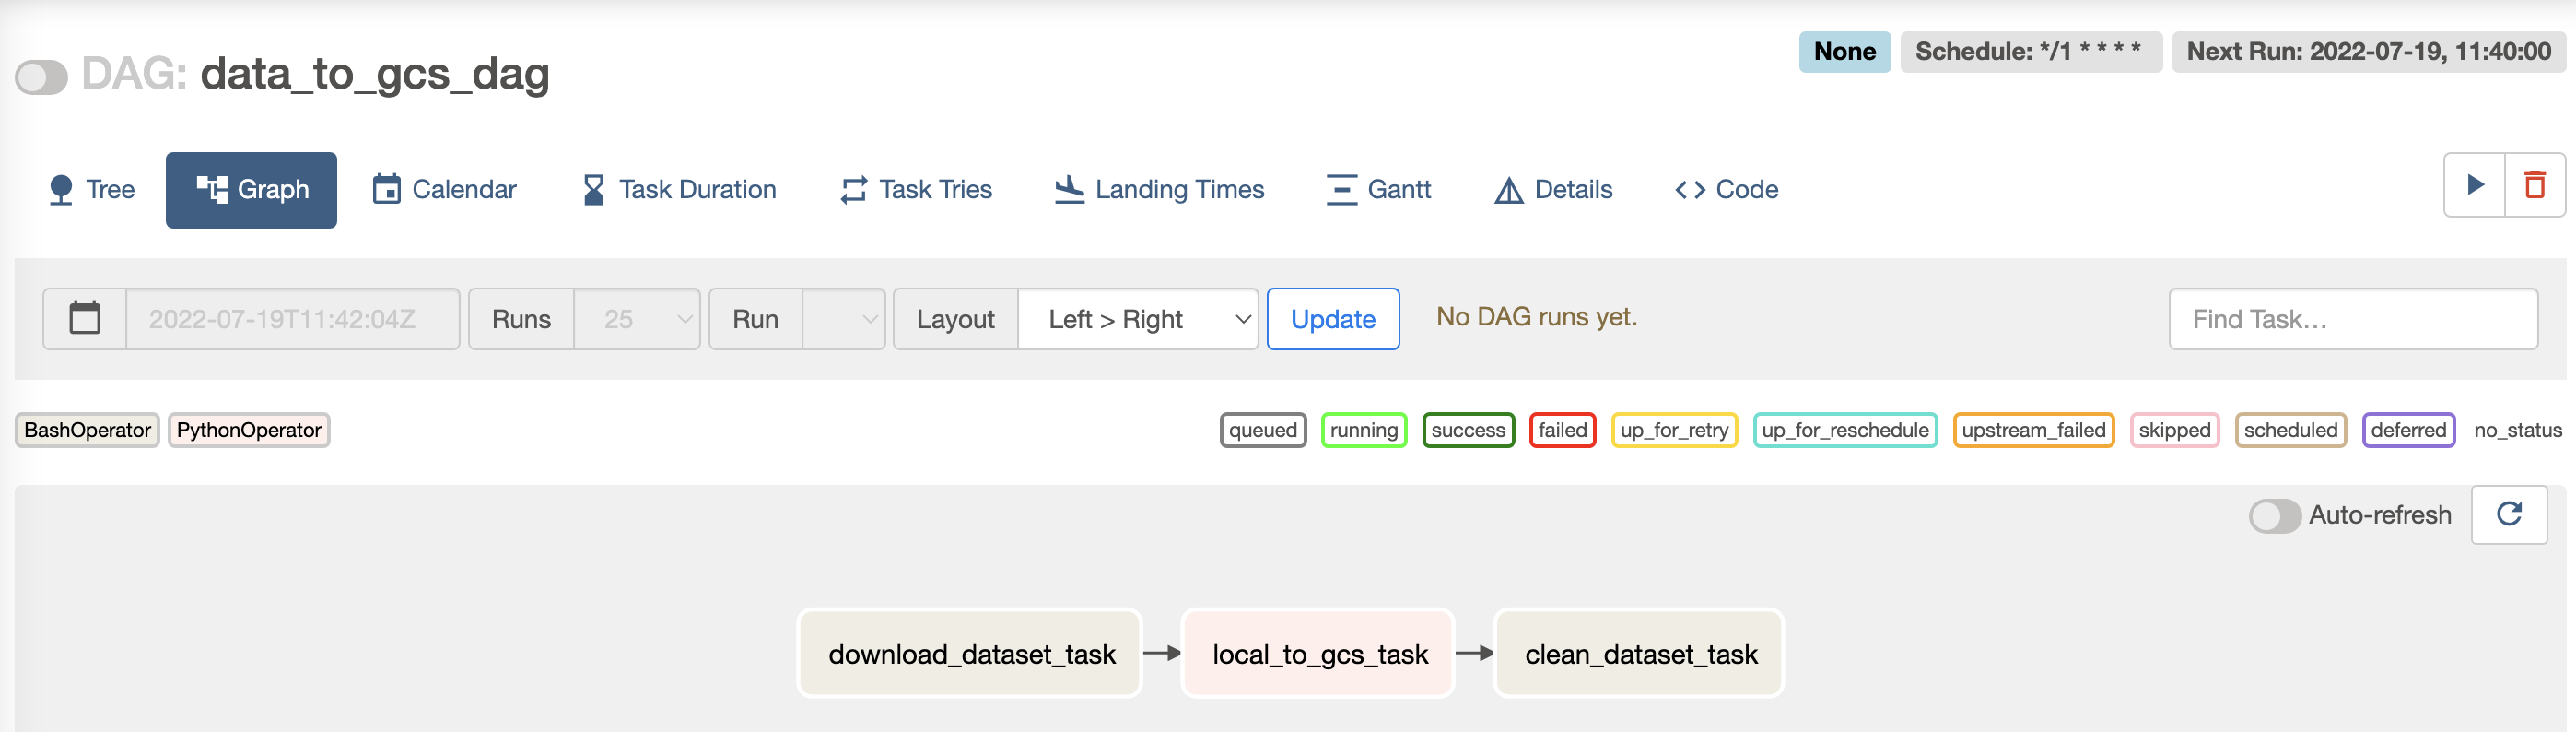 DAG: data_to_gcs_dag
None Schedule: */1 * * * * Next Run: 2022-07-19, 11:40:00
Tree Graph Calendar Task Duration Task Tries Landing Times Gantt Details Code
2022-07-19T11:42:04Z Runs 25 Run Layout Left > Right Update No DAG runs yet. Find Task...
BashOperator PythonOperator queued running success failed up_for_retry up_for_reschedule upstream_failed skipped scheduled deferred no_status
Auto-refresh
download_dataset_task local_to_gcs_task clean_dataset_task